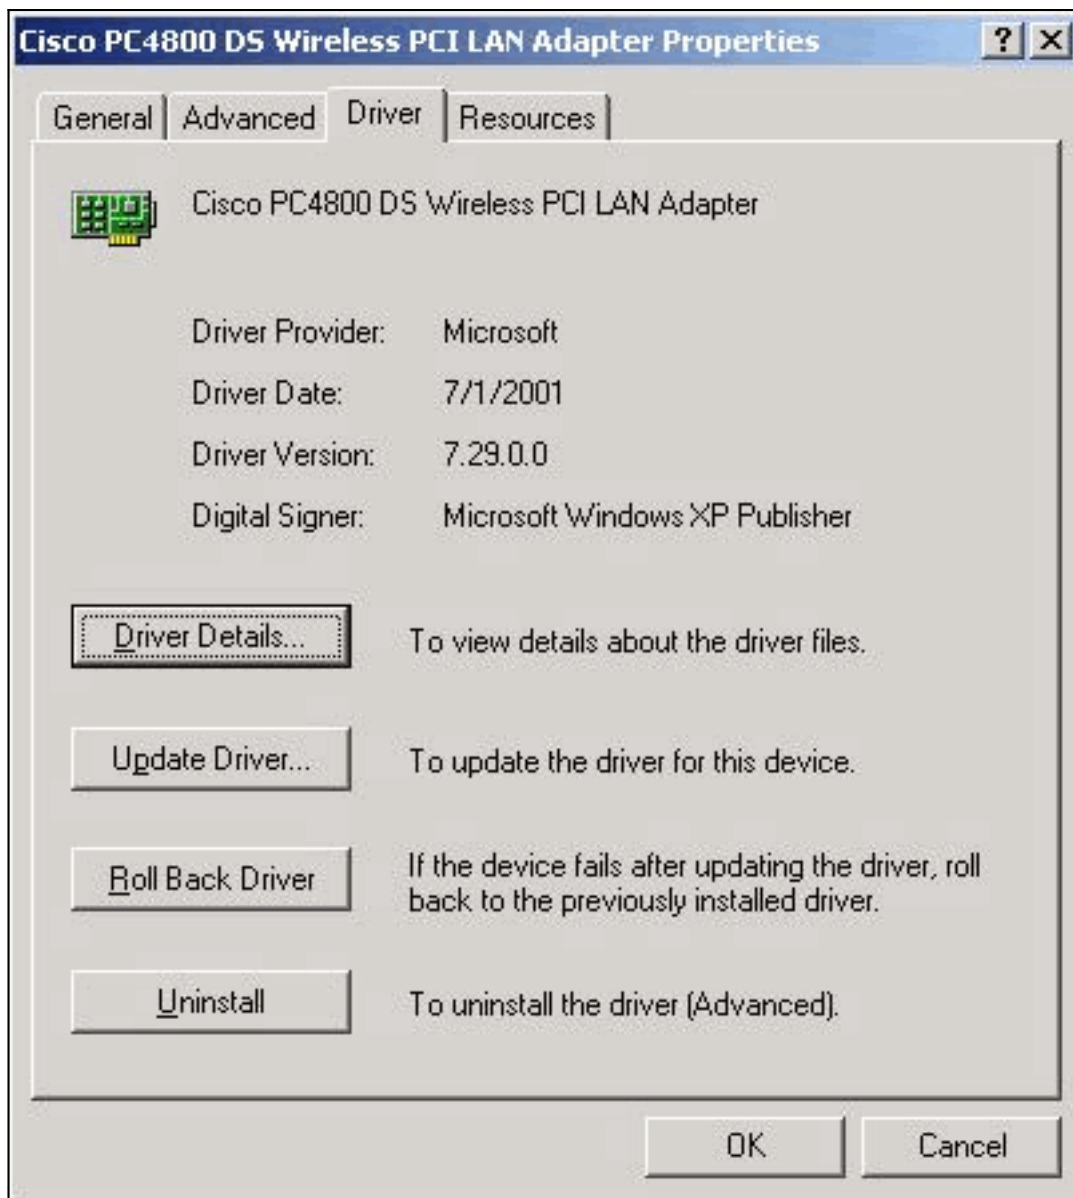 Cisco PC4800 DS Wireless PCI LAN Adapter Properties
General Advanced Driver Resources
Cisco PC4800 DS Wireless PCI LAN Adapter
Driver Provider: Microsoft
Driver Date: 7/1/2001
Driver Version: 7.29.0.0
Digital Signer: Microsoft Windows XP Publisher
Driver Details... To view details about the driver files.
Update Driver... To update the driver for this device.
Roll Back Driver If the device fails after updating the driver, roll
back to the previously installed driver.
Uninstall To uninstall the driver (Advanced).
OK Cancel